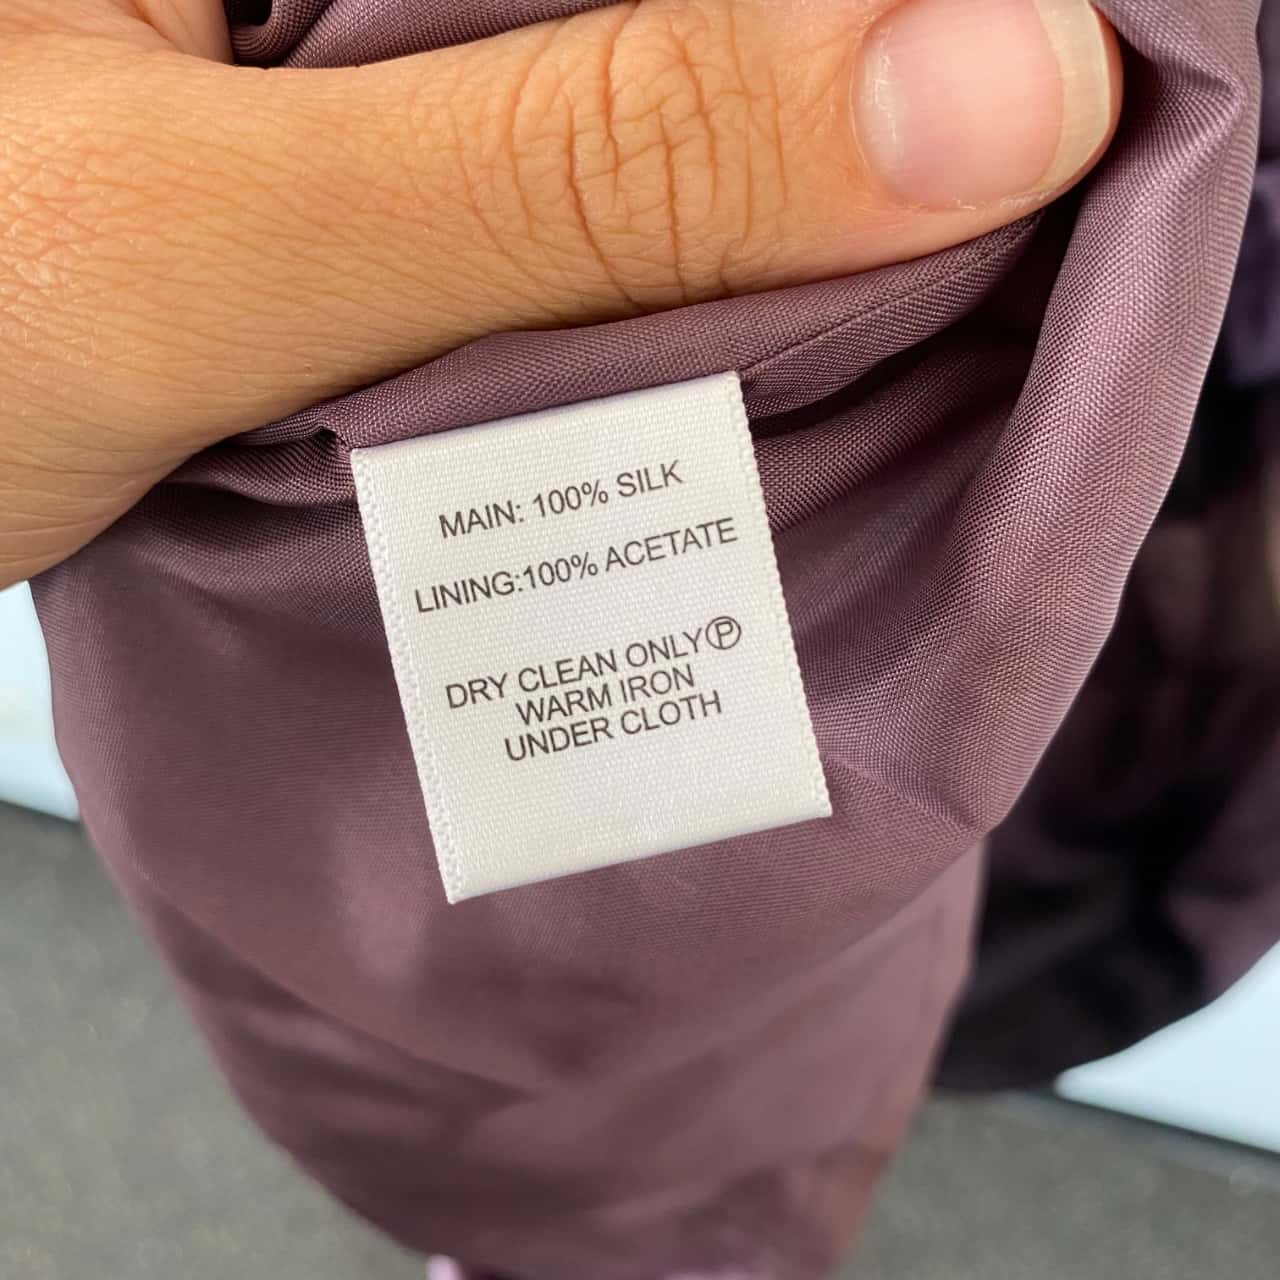 MAIN: 100% SILK
LINING:100% ACETATE
DRY CLEAN ONLY Ⓟ
WARM IRON
UNDER CLOTH